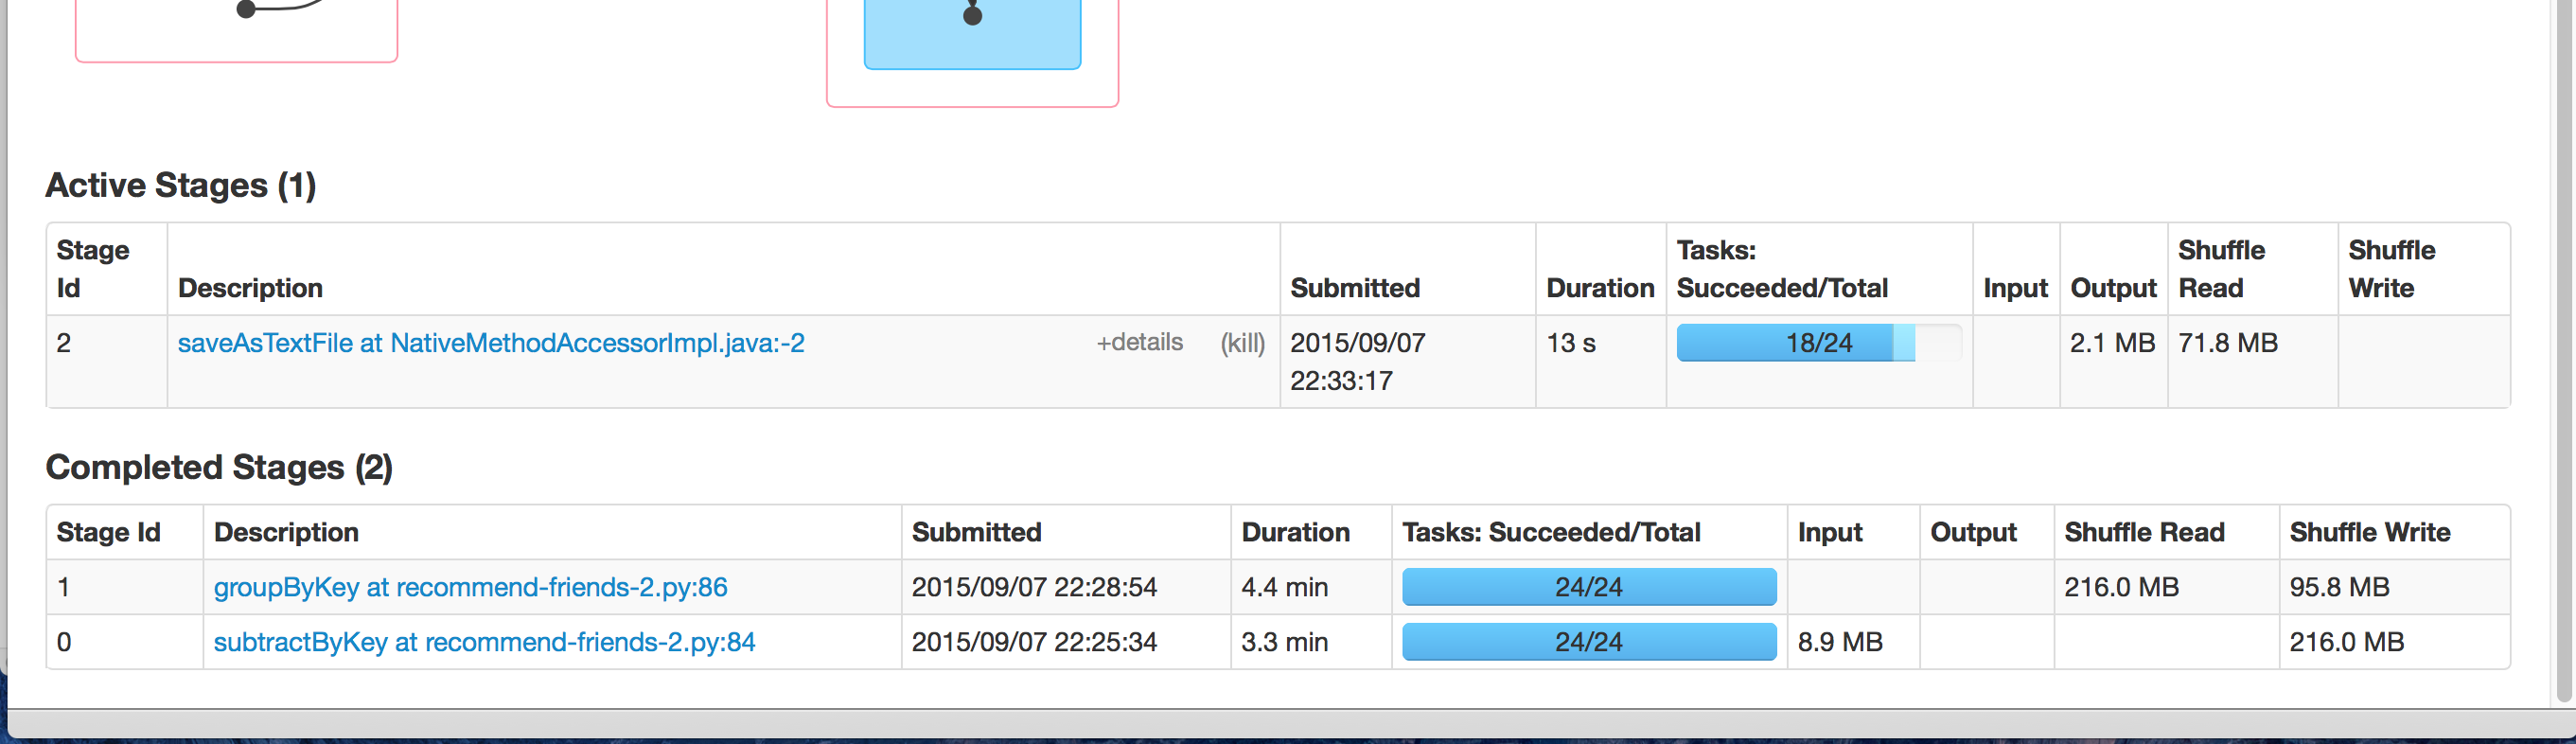 Active Stages (1)
Stage Id Description Submitted Duration Tasks: Succeeded/Total Input Output Shuffle Read Shuffle Write
2 saveAsTextFile at NativeMethodAccessorImpl.java:-2 +details (kill) 2015/09/07 22:33:17 13 s 18/24 2.1 MB 71.8 MB
Completed Stages (2)
Stage Id Description Submitted Duration Tasks: Succeeded/Total Input Output Shuffle Read Shuffle Write
1 groupByKey at recommend-friends-2.py:86 2015/09/07 22:28:54 4.4 min 24/24 216.0 MB 95.8 MB
0 subtractByKey at recommend-friends-2.py:84 2015/09/07 22:25:34 3.3 min 24/24 8.9 MB 216.0 MB